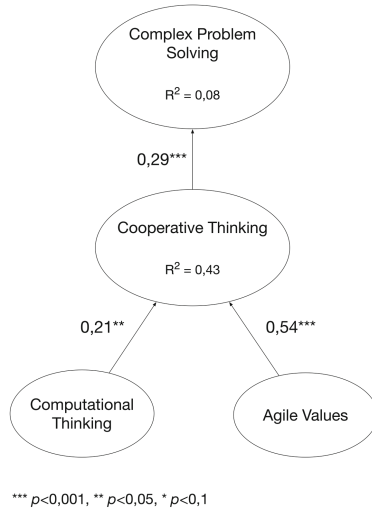 Complex Problem
Solving
R² = 0,08
0,29***
Cooperative Thinking
R² = 0,43
0,21**
0,54***
Computational
Thinking
Agile Values
*** p<0,001, ** p<0,05, * p<0,1